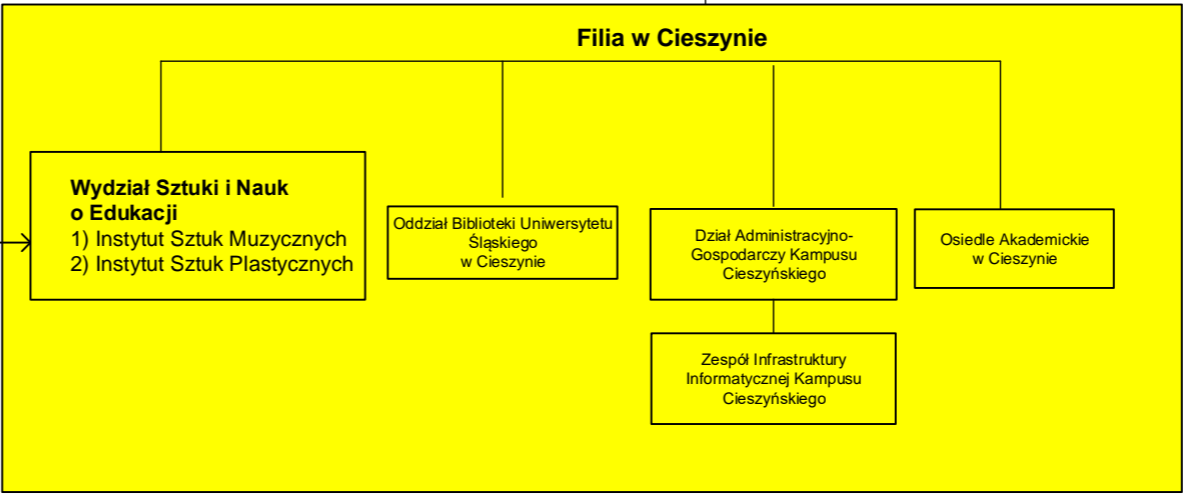 Filia w Cieszynie
Wydział Sztuki i Nauk
o Edukacji
1) Instytut Sztuk Muzycznych
2) Instytut Sztuk Plastycznych
Oddział Biblioteki Uniwersytetu
Śląskiego
w Cieszynie
Dział Administracyjno-
Gospodarczy Kampusu
Cieszyńskiego
Osiedle Akademickie
w Cieszynie
Zespół Infrastruktury
Informatycznej Kampusu
Cieszyńskiego